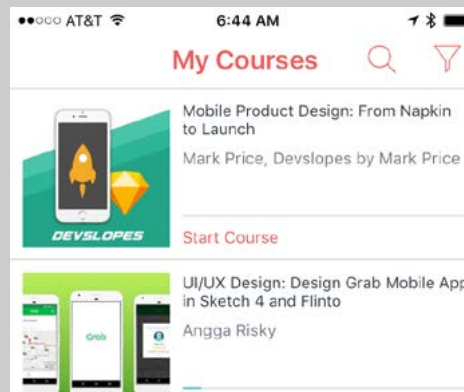 ●●○○○ AT&T 6:44 AM
My Courses
Mobile Product Design: From Napkin
to Launch
Mark Price, Devslopes by Mark Price
DEVSLOPES
Start Course
UI/UX Design: Design Grab Mobile App
in Sketch 4 and Flinto
Grab
Angga Risky